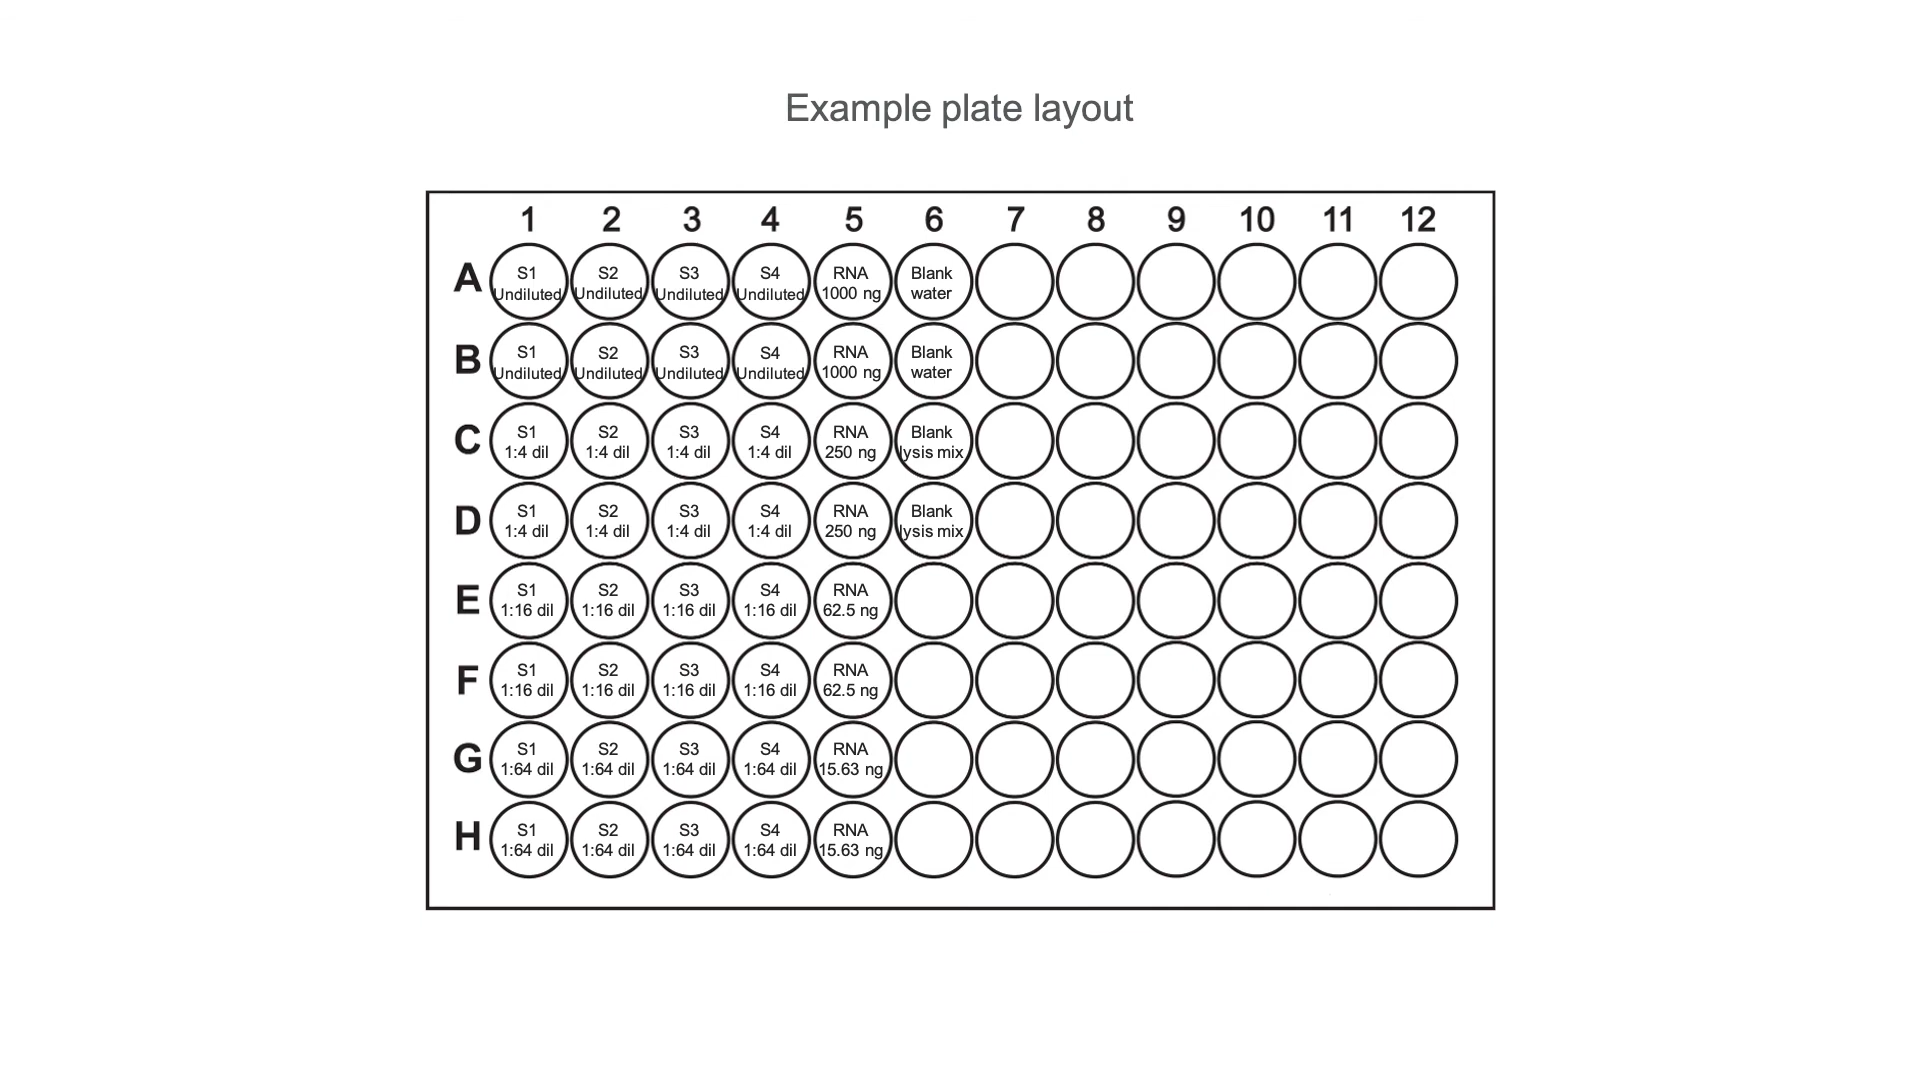 Example plate layout
1 2 3 4 5 6 7 8 9 10 11 12
A S1 Undiluted S2 Undiluted S3 Undiluted S4 Undiluted RNA 1000 ng Blank water
B S1 Undiluted S2 Undiluted S3 Undiluted S4 Undiluted RNA 1000 ng Blank water
C S1 1:4 dil S2 1:4 dil S3 1:4 dil S4 1:4 dil RNA 250 ng Blank lysis mix
D S1 1:4 dil S2 1:4 dil S3 1:4 dil S4 1:4 dil RNA 250 ng Blank lysis mix
E S1 1:16 dil S2 1:16 dil S3 1:16 dil S4 1:16 dil RNA 62.5 ng
F S1 1:16 dil S2 1:16 dil S3 1:16 dil S4 1:16 dil RNA 62.5 ng
G S1 1:64 dil S2 1:64 dil S3 1:64 dil S4 1:64 dil RNA 15.63 ng
H S1 1:64 dil S2 1:64 dil S3 1:64 dil S4 1:64 dil RNA 15.63 ng